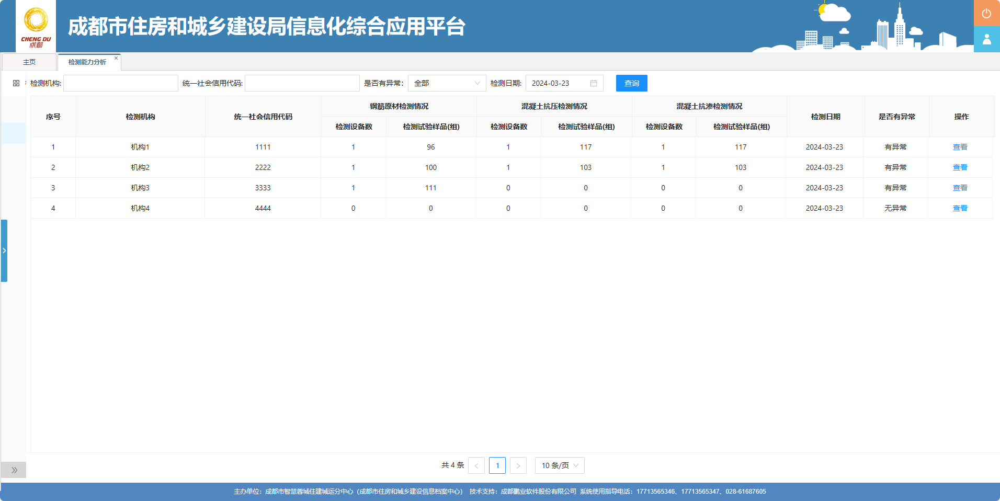 CHENG DU
成都
成都市住房和城乡建设局信息化综合应用平台
主页
检测能力分析
检测机构:
统一社会信用代码:
是否有异常: 全部
检测日期: 2024-03-23
查询
序号 检测机构 统一社会信用代码 钢筋原材检测情况 混凝土抗压检测情况 混凝土抗渗检测情况 检测日期 是否有异常 操作
检测设备数 检测试验样品(组) 检测设备数 检测试验样品(组) 检测设备数 检测试验样品(组)
1 机构1 1111 1 96 1 117 1 117 2024-03-23 有异常 查看
2 机构2 2222 1 100 1 103 1 103 2024-03-23 有异常 查看
3 机构3 3333 1 111 0 0 0 0 2024-03-23 有异常 查看
4 机构4 4444 0 0 0 0 0 0 2024-03-23 无异常 查看
共 4 条 < 1 > 10 条/页
主办单位：成都市智慧蓉城住建城运分中心（成都市住房和城乡建设信息档案中心） 技术支持：成都鹏业软件股份有限公司 系统使用指导电话：17713565346、17713565347、028-61687605